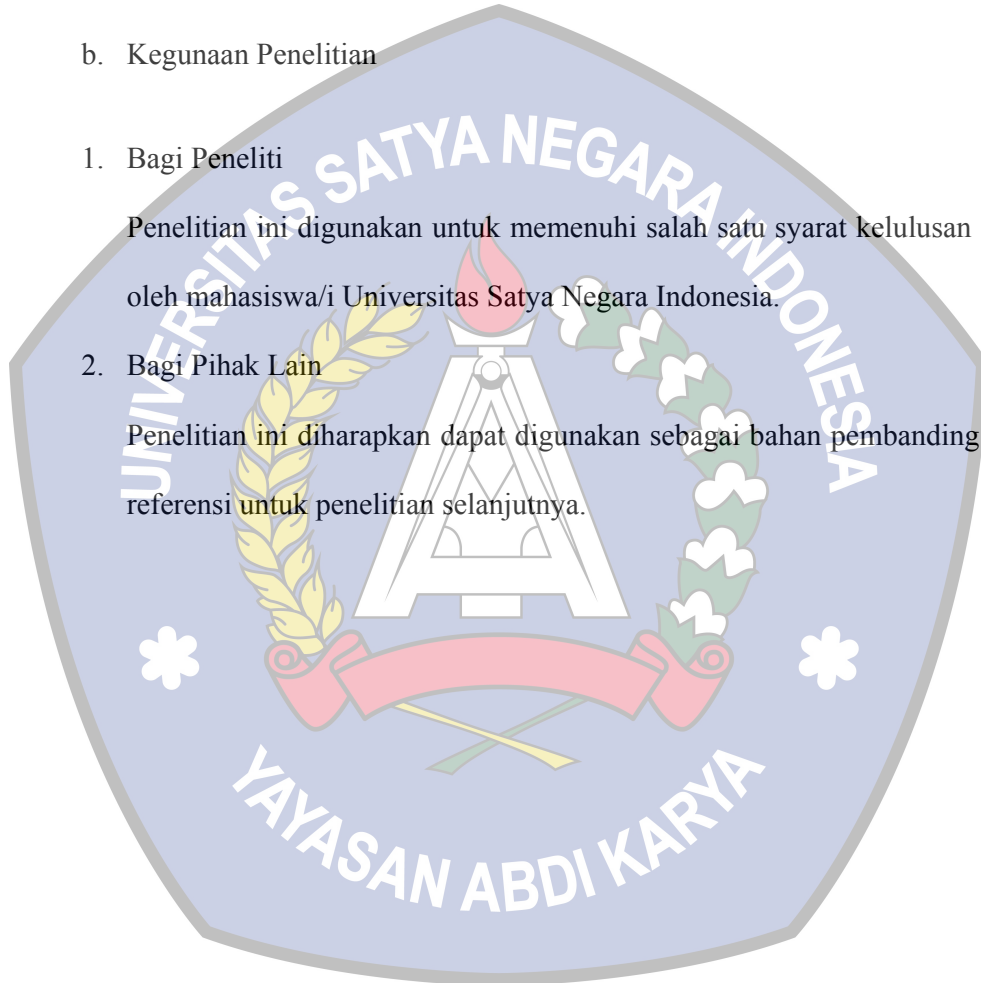 b. Kegunaan Penelitian
1. Bagi Peneliti
Penelitian ini digunakan untuk memenuhi salah satu syarat kelulusan
oleh mahasiswa/i Universitas Satya Negara Indonesia.
2. Bagi Pihak Lain
Penelitian ini diharapkan dapat digunakan sebagai bahan pembanding
referensi untuk penelitian selanjutnya.
UNIVERSITAS SATYA NEGARA INDONESIA
YAYASAN ABDI KARYA